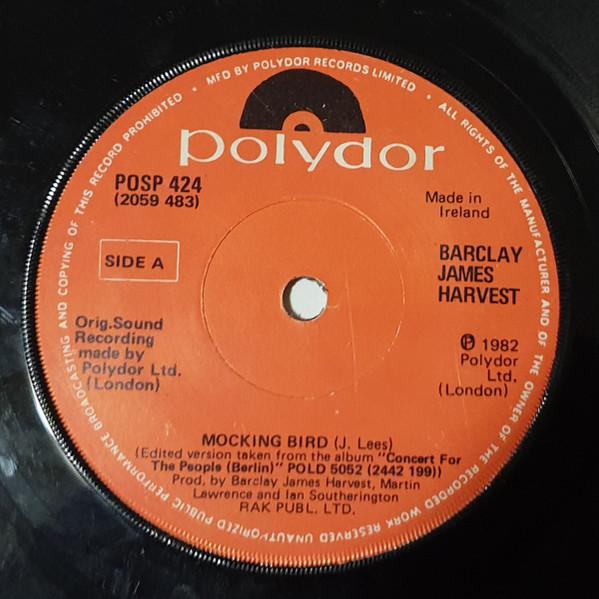 MFD BY POLYDOR RECORDS LIMITED • ALL RIGHTS OF THE MANUFACTURER AND OF THE OWNER OF THE RECORDED WORK RESERVED UNAUTHORIZED PUBLIC PERFORMANCE BROADCASTING AND COPYING OF THIS RECORD PROHIBITED •
polydor
POSP 424
(2059 483)
Made in
Ireland
SIDE A
BARCLAY
JAMES
HARVEST
Orig.Sound
Recording
made by
Polydor Ltd.
(London)
℗ 1982
Polydor
Ltd.
(London)
MOCKING BIRD (J. Lees)
(Edited version taken from the album "Concert For
The People (Berlin)" POLD 5052 (2442 199))
Prod. by Barclay James Harvest, Martin
Lawrence and Ian Southerington
RAK PUBL. LTD.